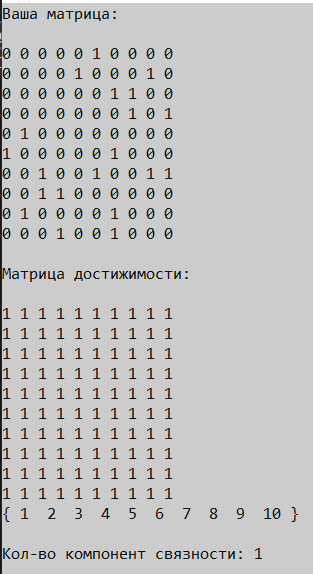 Ваша матрица:
0 0 0 0 0 1 0 0 0 0
0 0 0 0 1 0 0 0 1 0
0 0 0 0 0 0 1 1 0 0
0 0 0 0 0 0 0 1 0 1
0 1 0 0 0 0 0 0 0 0
1 0 0 0 0 0 1 0 0 0
0 0 1 0 0 1 0 0 1 1
0 0 1 1 0 0 0 0 0 0
0 1 0 0 0 0 1 0 0 0
0 0 0 1 0 0 1 0 0 0
Матрица достижимости:
1 1 1 1 1 1 1 1 1 1
1 1 1 1 1 1 1 1 1 1
1 1 1 1 1 1 1 1 1 1
1 1 1 1 1 1 1 1 1 1
1 1 1 1 1 1 1 1 1 1
1 1 1 1 1 1 1 1 1 1
1 1 1 1 1 1 1 1 1 1
1 1 1 1 1 1 1 1 1 1
1 1 1 1 1 1 1 1 1 1
1 1 1 1 1 1 1 1 1 1
{ 1 2 3 4 5 6 7 8 9 10 }
Кол-во компонент связности: 1